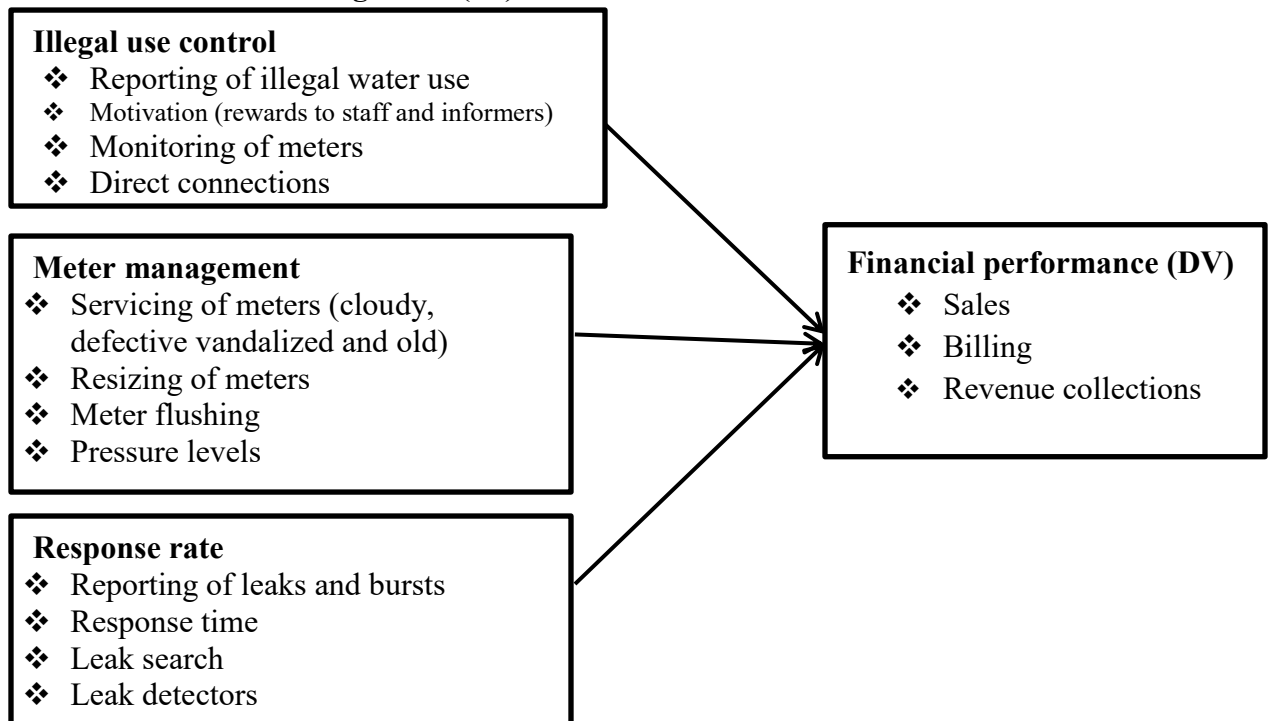 Illegal use control
❖ Reporting of illegal water use
❖ Motivation (rewards to staff and informers)
❖ Monitoring of meters
❖ Direct connections
Meter management
❖ Servicing of meters (cloudy,
defective vandalized and old)
❖ Resizing of meters
❖ Meter flushing
❖ Pressure levels
Response rate
❖ Reporting of leaks and bursts
❖ Response time
❖ Leak search
❖ Leak detectors
Financial performance (DV)
❖ Sales
❖ Billing
❖ Revenue collections